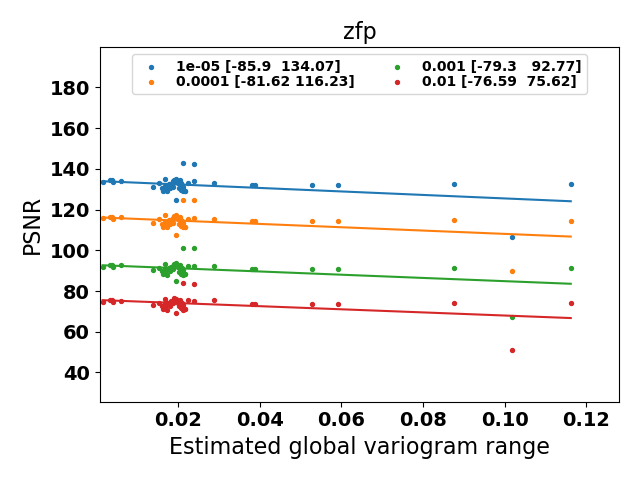 zfp
1e-05 [-85.9  134.07]
0.0001 [-81.62 116.23]
0.001 [-79.3   92.77]
0.01 [-76.59  75.62]
PSNR
180
160
140
120
100
80
60
40
0.02 0.04 0.06 0.08 0.10 0.12
Estimated global variogram range